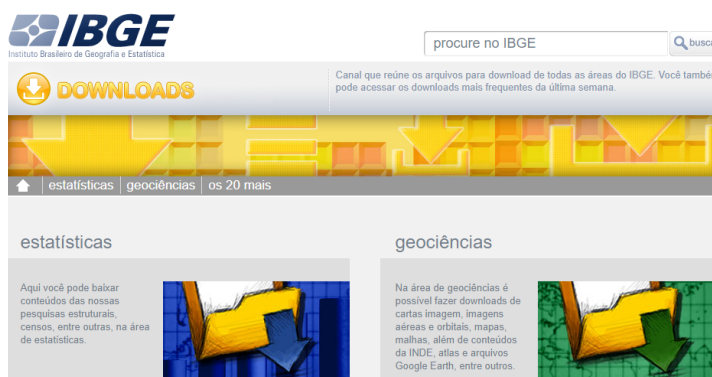 IBGE
Instituto Brasileiro de Geografia e Estatística
procure no IBGE
busca
DOWNLOADS
Canal que reúne os arquivos para download de todas as áreas do IBGE. Você també
pode acessar os downloads mais frequentes da última semana.
estatísticas geociências os 20 mais
estatísticas
Aqui você pode baixar
conteúdos das nossas
pesquisas estruturais,
censos, entre outras, na área
de estatísticas.
geociências
Na área de geociências é
possível fazer downloads de
cartas imagem, imagens
aéreas e orbitais, mapas,
malhas, além de conteúdos
da INDE, atlas e arquivos
Google Earth, entre outros.